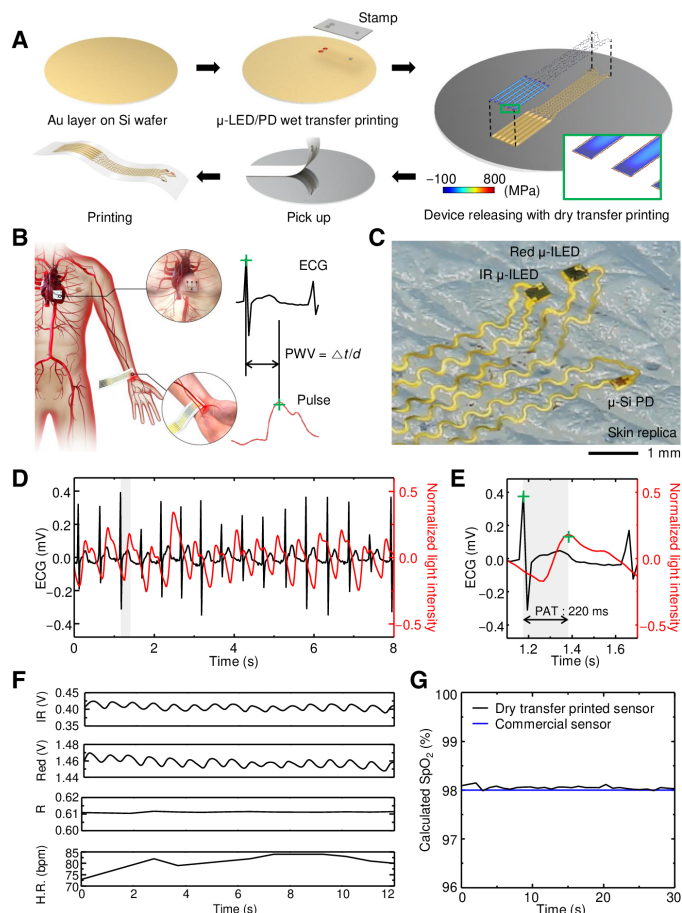 A
Stamp
Au layer on Si wafer
μ-LED/PD wet transfer printing
−100
800
(MPa)
Printing
Pick up
Device releasing with dry transfer printing
B
ECG
PWV = △t/d
Pulse
C
Red μ-ILED
IR μ-ILED
μ-Si PD
Skin replica
1 mm
D
ECG (mV)
0.4
0.2
0.0
−0.2
−0.4
0
2
4
6
8
Time (s)
0.5
0.0
−0.5
Normalized light intensity
E
ECG (mV)
0.4
0.2
0.0
−0.2
−0.4
PAT : 220 ms
1.2
1.4
1.6
Time (s)
0.5
0.0
−0.5
Normalized light intensity
F
IR (V)
0.45
0.40
0.35
Red (V)
1.48
1.46
1.44
R
0.62
0.61
0.60
H.R. (bpm)
85
80
75
70
0
2
4
6
8
10
12
Time (s)
G
Calculated SpO2 (%)
100
99
98
97
96
Dry transfer printed sensor
Commercial sensor
0
10
20
30
Time (s)